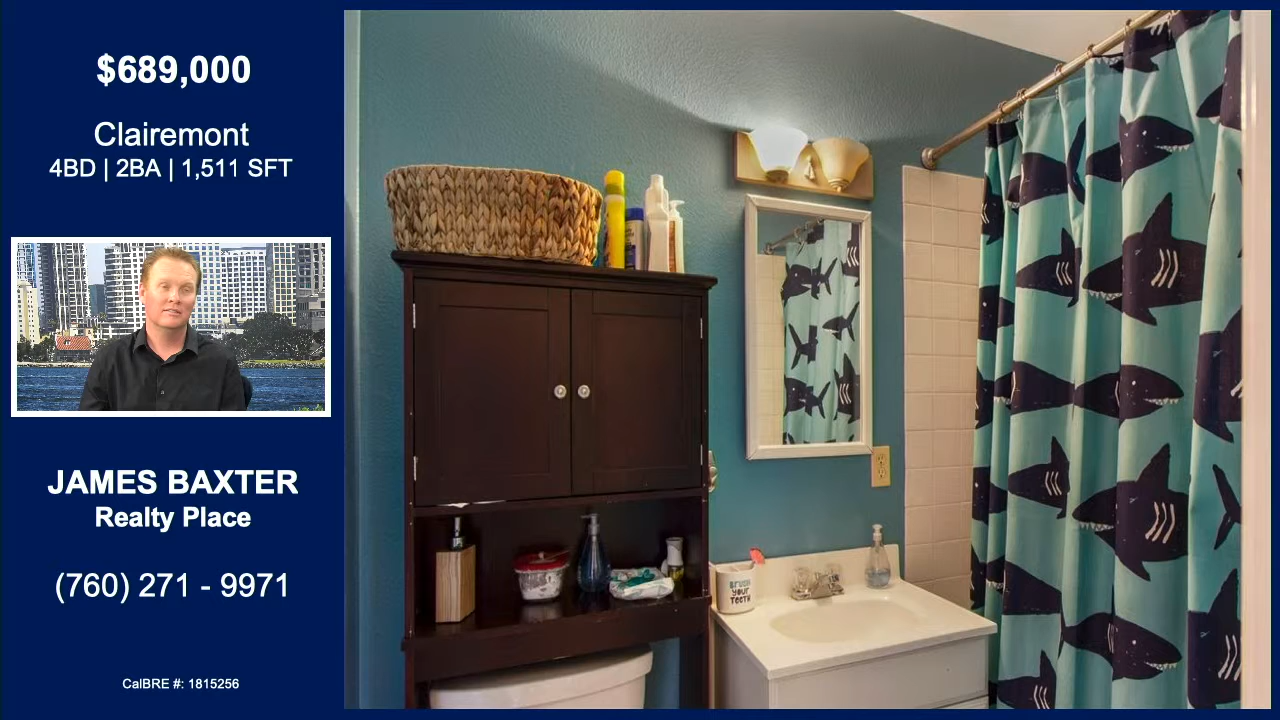 $689,000
Clairemont
4BD | 2BA | 1,511 SFT
JAMES BAXTER
Realty Place
(760) 271 - 9971
CalBRE #: 1815256
BRUSH
YOUR
TEETH